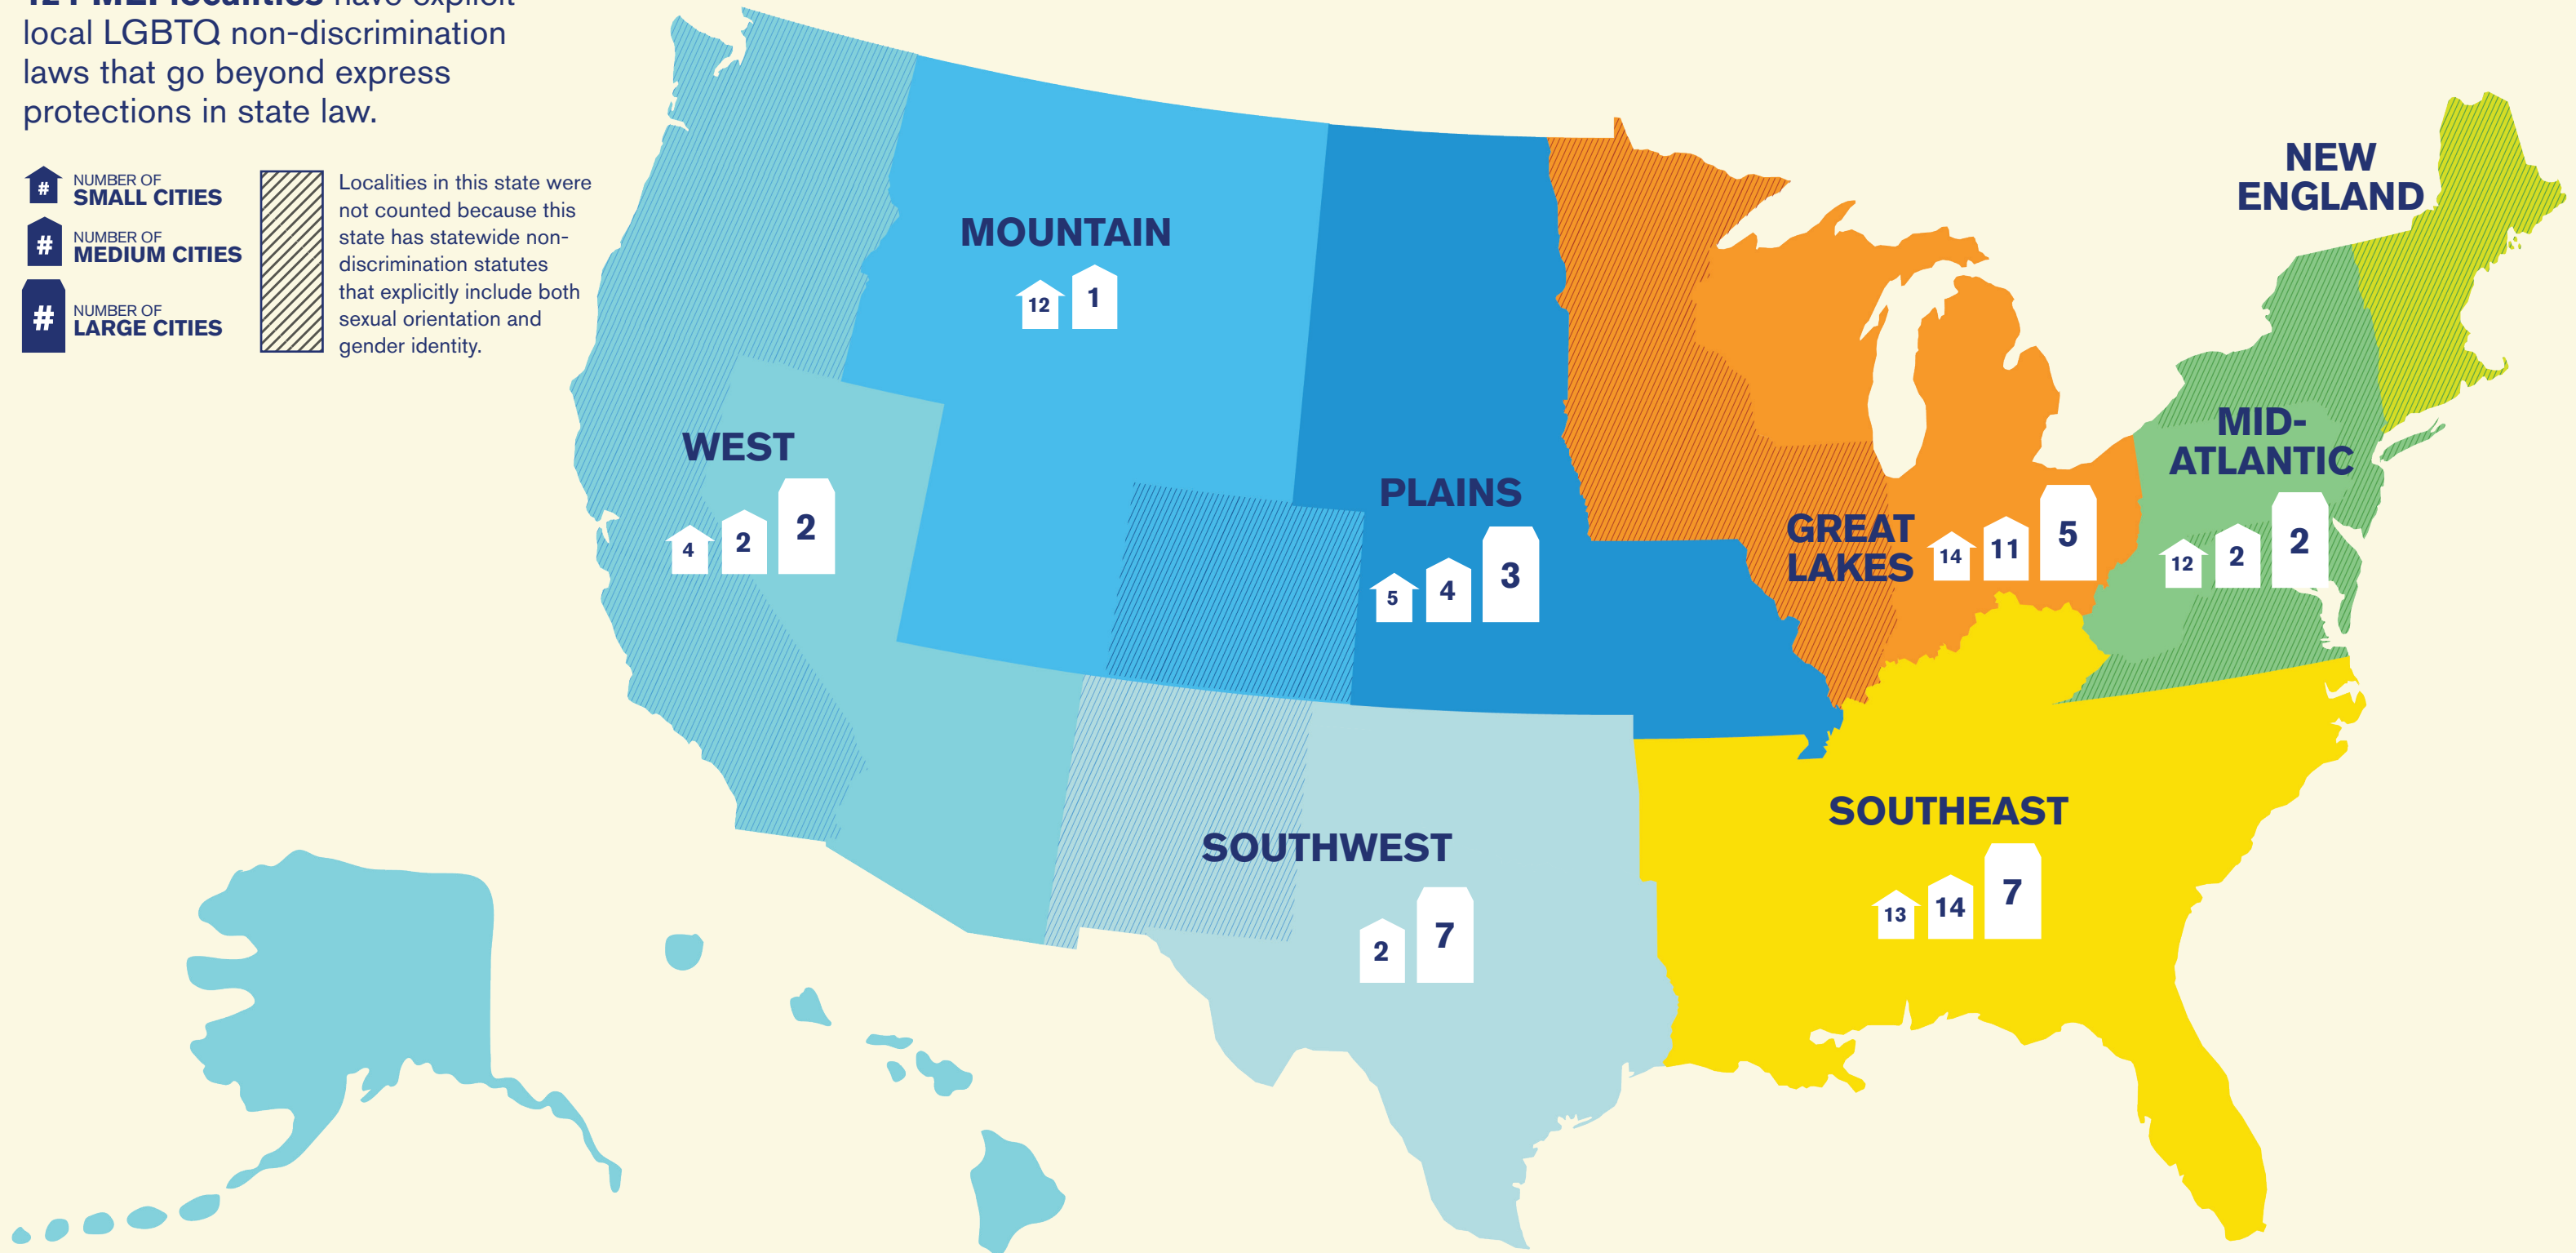 local LGBTQ non-discrimination
laws that go beyond express
protections in state law.
#
NUMBER OF
SMALL CITIES
#
NUMBER OF
MEDIUM CITIES
#
NUMBER OF
LARGE CITIES
Localities in this state were
not counted because this
state has statewide non-
discrimination statutes
that explicitly include both
sexual orientation and
gender identity.
NEW
ENGLAND
MOUNTAIN
12 1
WEST
4 2 2
PLAINS
5 4 3
GREAT
LAKES
14 11 5
MID-
ATLANTIC
12 2 2
SOUTHWEST
2 7
SOUTHEAST
13 14 7